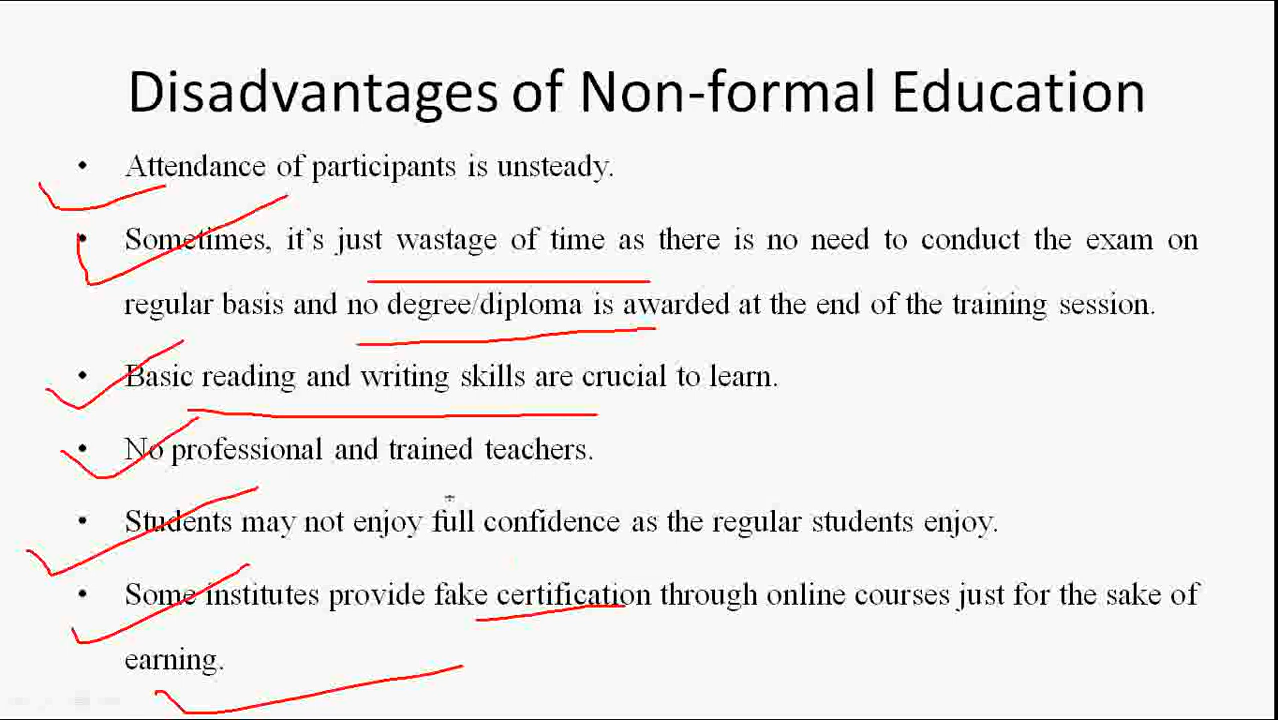 Disadvantages of Non-formal Education
• Attendance of participants is unsteady.
• Sometimes, it's just wastage of time as there is no need to conduct the exam on
regular basis and no degree/diploma is awarded at the end of the training session.
• Basic reading and writing skills are crucial to learn.
• No professional and trained teachers.
• Students may not enjoy full confidence as the regular students enjoy.
• Some institutes provide fake certification through online courses just for the sake of
earning.